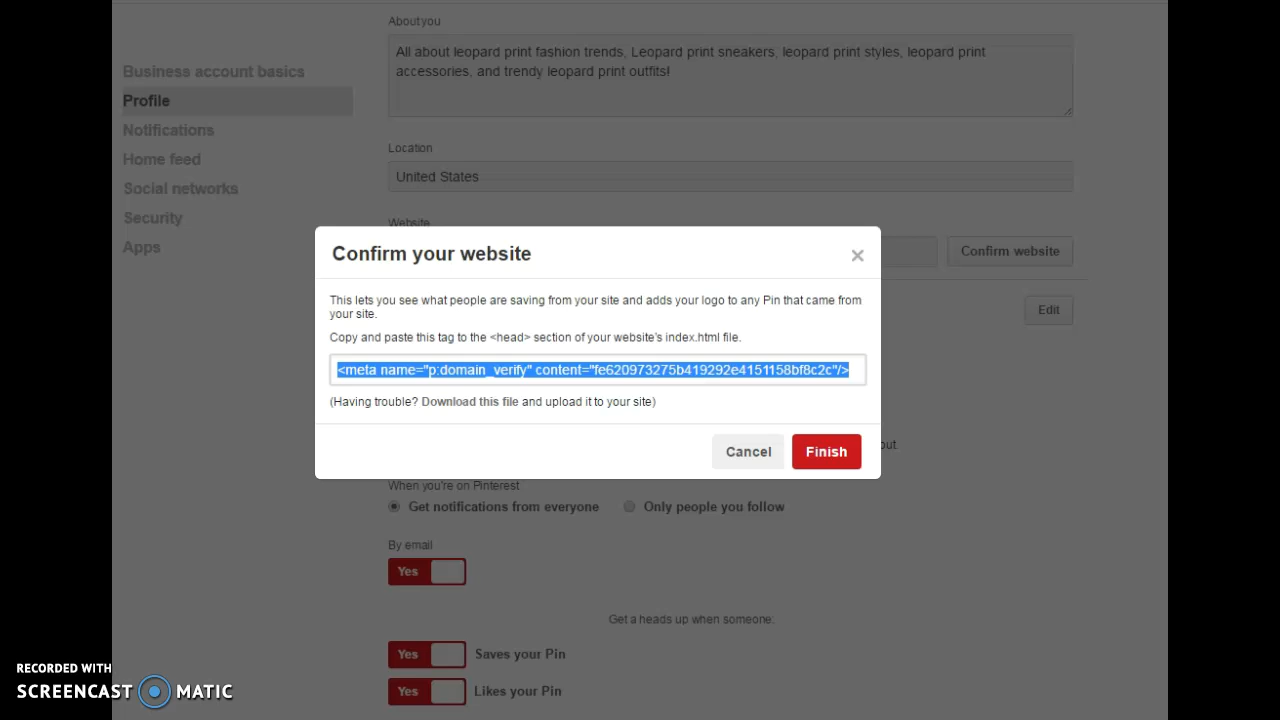 About you
All about leopard print fashion trends, Leopard print sneakers, leopard print styles, leopard print
accessories, and trendy leopard print outfits!
Business account basics
Profile
Notifications
Home feed
Social networks
Security
Apps
Location
United States
Website
Confirm website
Edit
Confirm your website
×
This lets you see what people are saving from your site and adds your logo to any Pin that came from
your site.
Copy and paste this tag to the <head> section of your website's index.html file.
<meta name="p:domain_verify" content="fe620973275b419292e4151158bf8c2c"/>
(Having trouble? Download this file and upload it to your site)
Cancel
Finish
out.
When you're on Pinterest
Get notifications from everyone
Only people you follow
By email
Yes
Get a heads up when someone:
Yes Saves your Pin
Yes Likes your Pin
RECORDED WITH
SCREENCAST MATIC